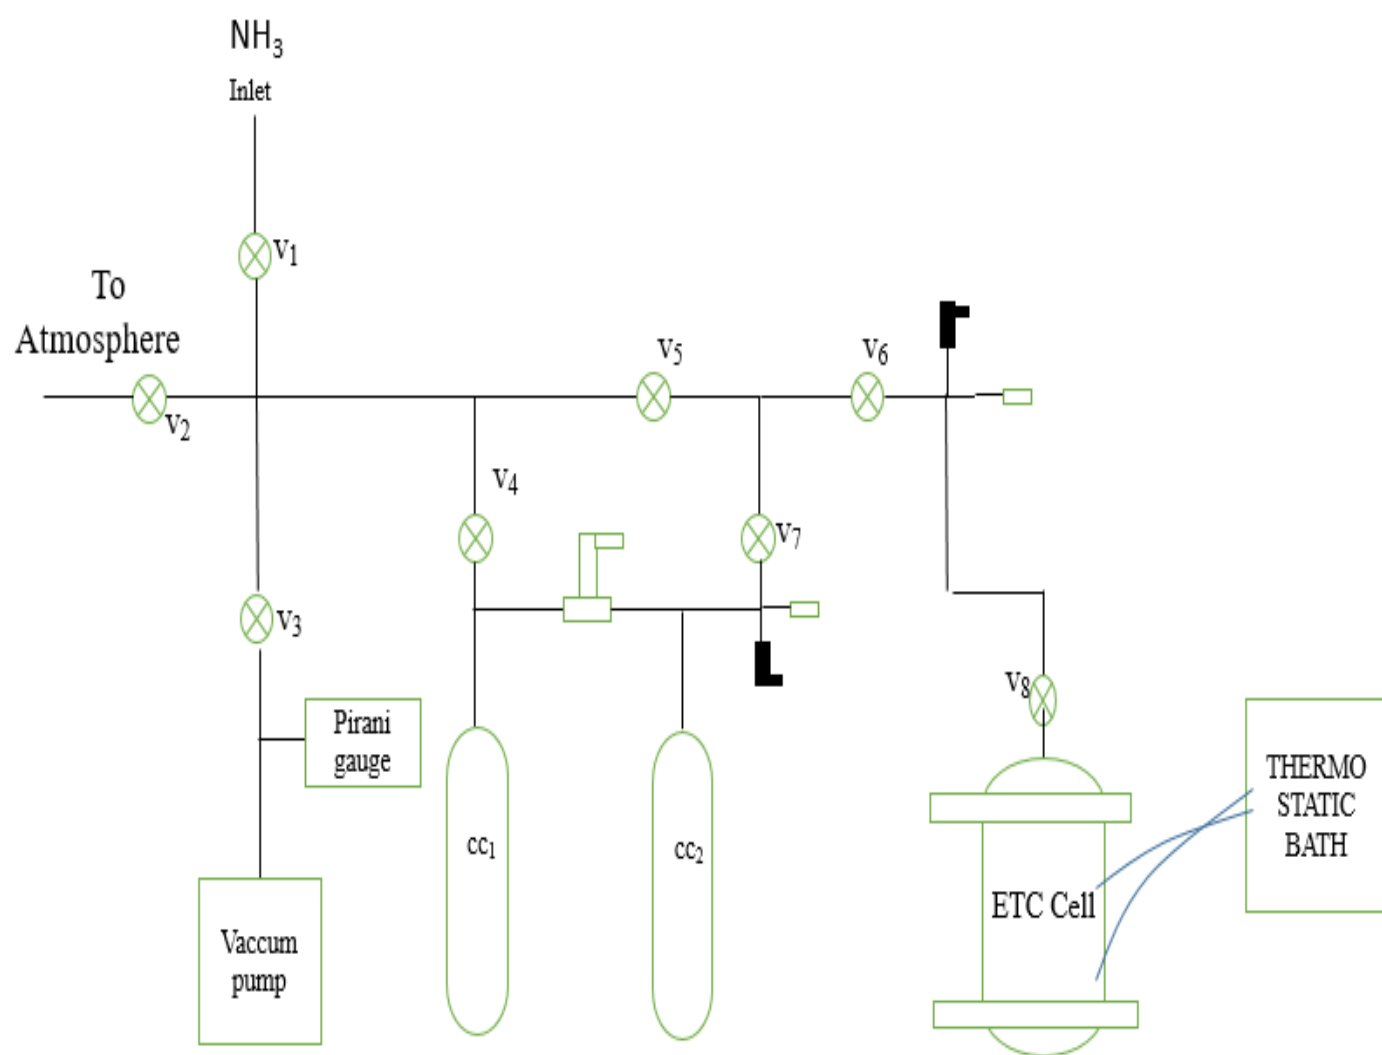 NH₃
Inlet
v₁
To
Atmosphere
v₂
v₅
v₆
v₄
v₇
v₃
v₈
Pirani
gauge
cc₁
cc₂
THERMO
STATIC
BATH
ETC Cell
Vaccum
pump